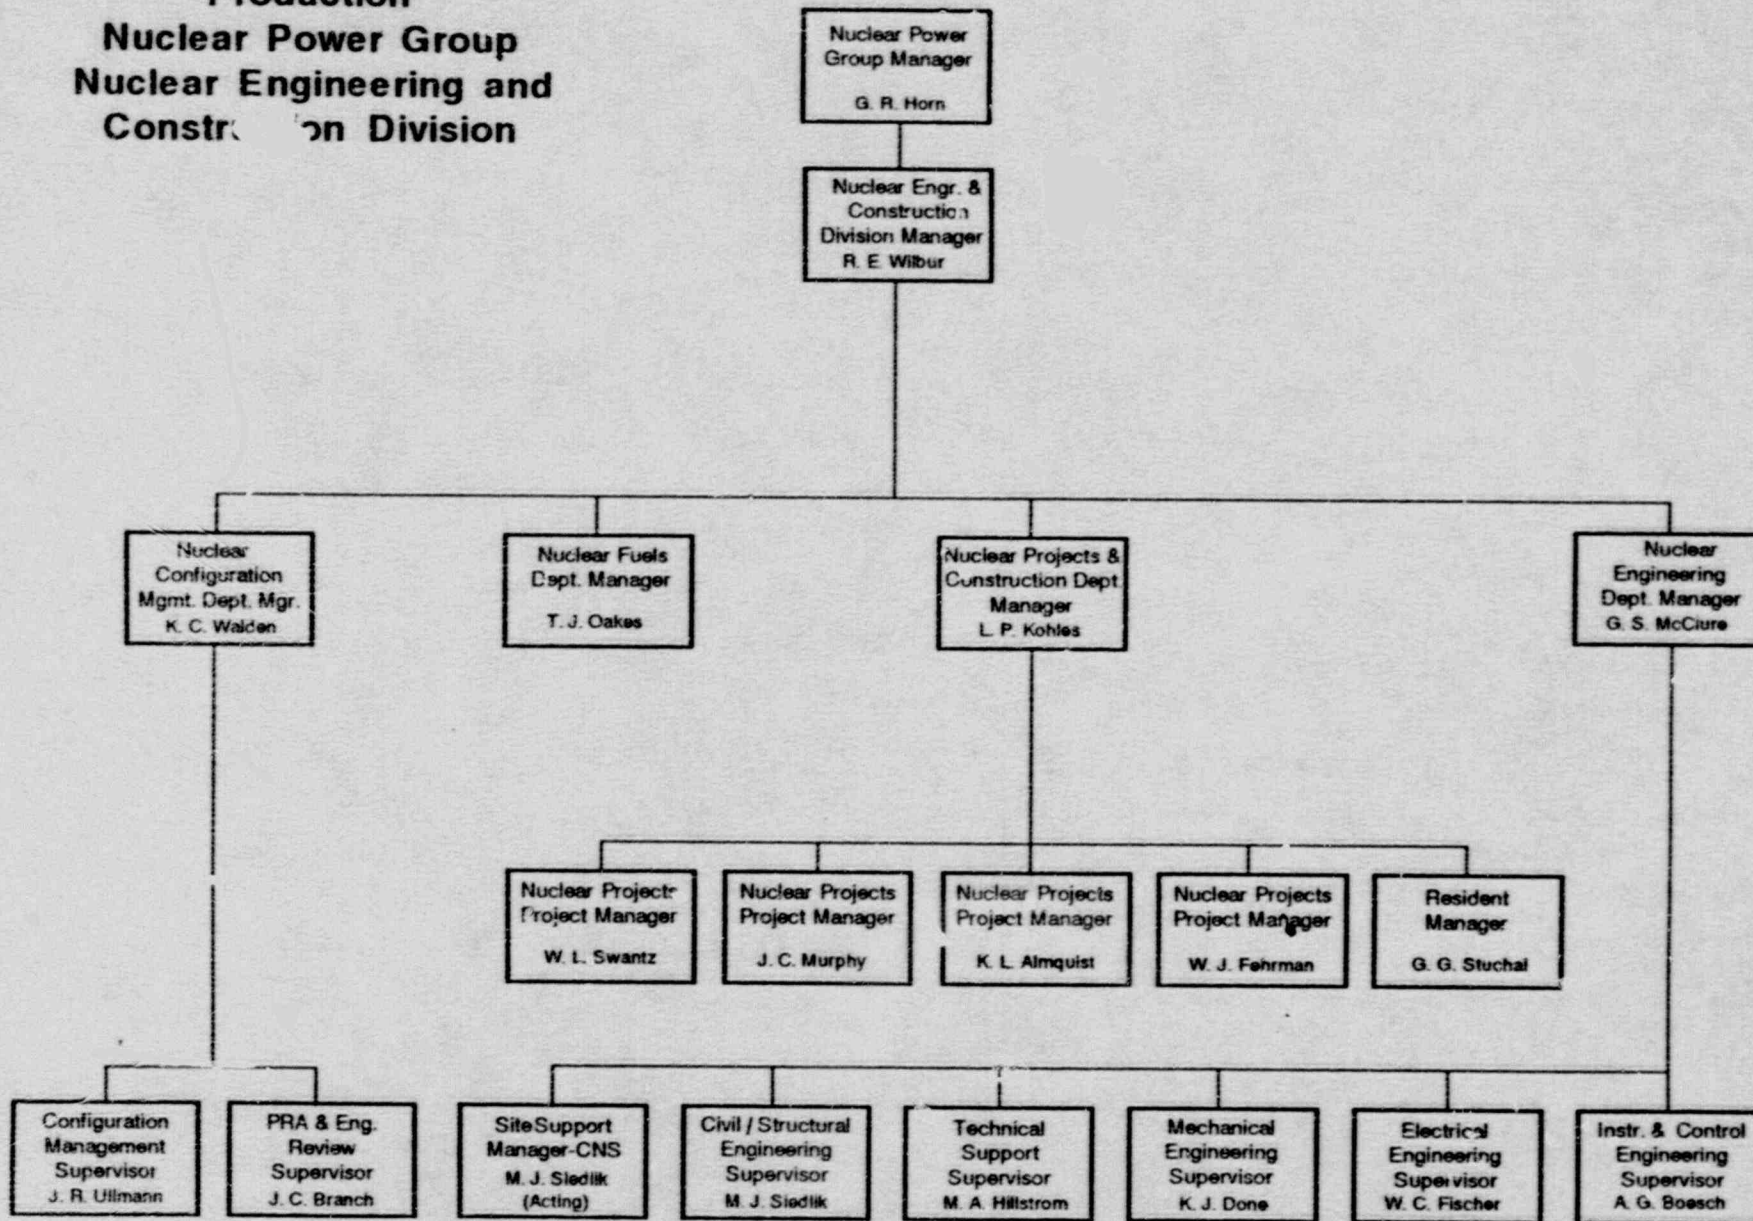 Production
Nuclear Power Group
Nuclear Engineering and
Division
Nuclear Power
Group Manager
G. R. Horn
Nuclear Engr. &
Construction
Division Manager
R. E. Wilbur
Nuclear
Configuration
Mgmt. Dept. Mgr.
K. C. Walden
Nuclear Fuels
Dept. Manager
T. J. Oakes
Nuclear Projects &
Construction Dept.
Manager
L. P. Kohles
Nuclear
Engineering
Dept. Manager
G. S. McClure
Nuclear Projects
Project Manager
W. L. Swantz
Nuclear Projects
Project Manager
J. C. Murphy
Nuclear Projects
Project Manager
K. L. Almquist
Nuclear Projects
Project Manager
W. J. Fehrman
Resident
Manager
G. G. Stuchal
Configuration
Management
Supervisor
J. R. Ullmann
PRA & Eng.
Review
Supervisor
J. C. Branch
Site Support
Manager-CNS
M. J. Siedlik
(Acting)
Civil / Structural
Engineering
Supervisor
M. J. Siedlik
Technical
Support
Supervisor
M. A. Hillstrom
Mechanical
Engineering
Supervisor
K. J. Done
Electrical
Engineering
Supervisor
W. C. Fischer
Instr. & Control
Engineering
Supervisor
A. G. Boesch